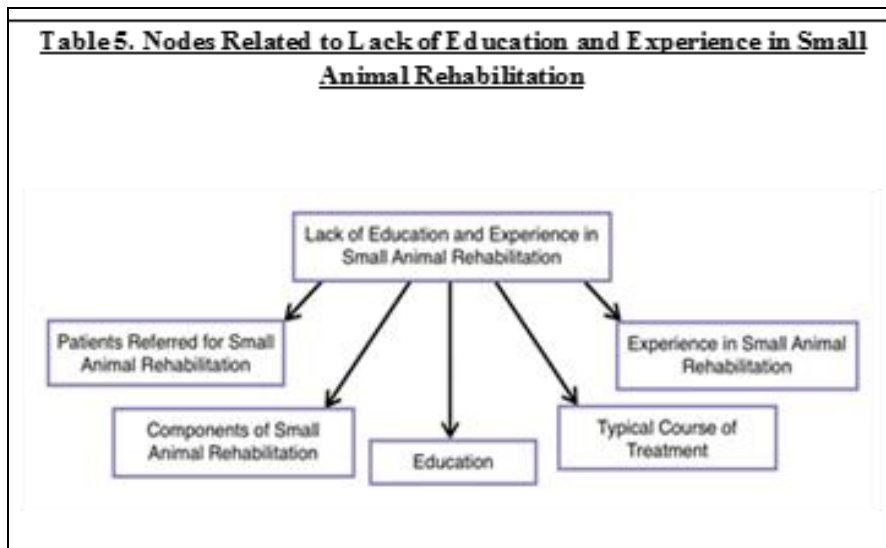 Table 5. Nodes Related to Lack of Education and Experience in Small
Animal Rehabilitation
Lack of Education and Experience in
Small Animal Rehabilitation
Patients Referred for Small
Animal Rehabilitation
Experience in Small Animal
Rehabilitation
Components of Small
Animal Rehabilitation
Education
Typical Course of
Treatment